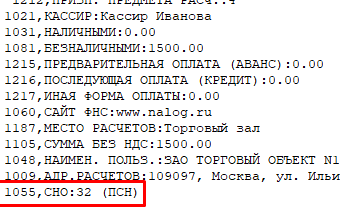 1212,ПРИЗН. ПРЕДМЕТА РАСЧ.:4
1021,КАССИР:Кассир Иванова
1031,НАЛИЧНЫМИ:0.00
1081,БЕЗНАЛИЧНЫМИ:1500.00
1215,ПРЕДВАРИТЕЛЬНАЯ ОПЛАТА (АВАНС):0.00
1216,ПОСЛЕДУЮЩАЯ ОПЛАТА (КРЕДИТ):0.00
1217,ИНАЯ ФОРМА ОПЛАТЫ:0.00
1060,САЙТ ФНС:www.nalog.ru
1187,МЕСТО РАСЧЕТОВ:Торговый зал
1105,СУММА БЕЗ НДС:1500.00
1048,НАИМЕН. ПОЛЬЗ.:ЗАО ТОРГОВЫЙ ОБЪЕКТ N1
1009,АДР.РАСЧЕТОВ:109097, Москва, ул. Ильи
1055,СНО:32 (ПСН)